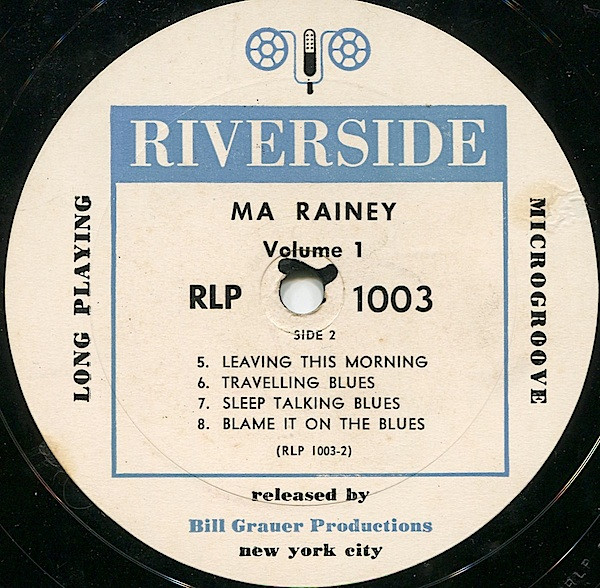 RIVERSIDE
MA RAINEY
Volume 1
RLP 1003
SIDE 2
5. LEAVING THIS MORNING
6. TRAVELLING BLUES
7. SLEEP TALKING BLUES
8. BLAME IT ON THE BLUES
(RLP 1003-2)
LONG PLAYING
MICROGROOVE
released by
Bill Grauer Productions
new york city
RLP